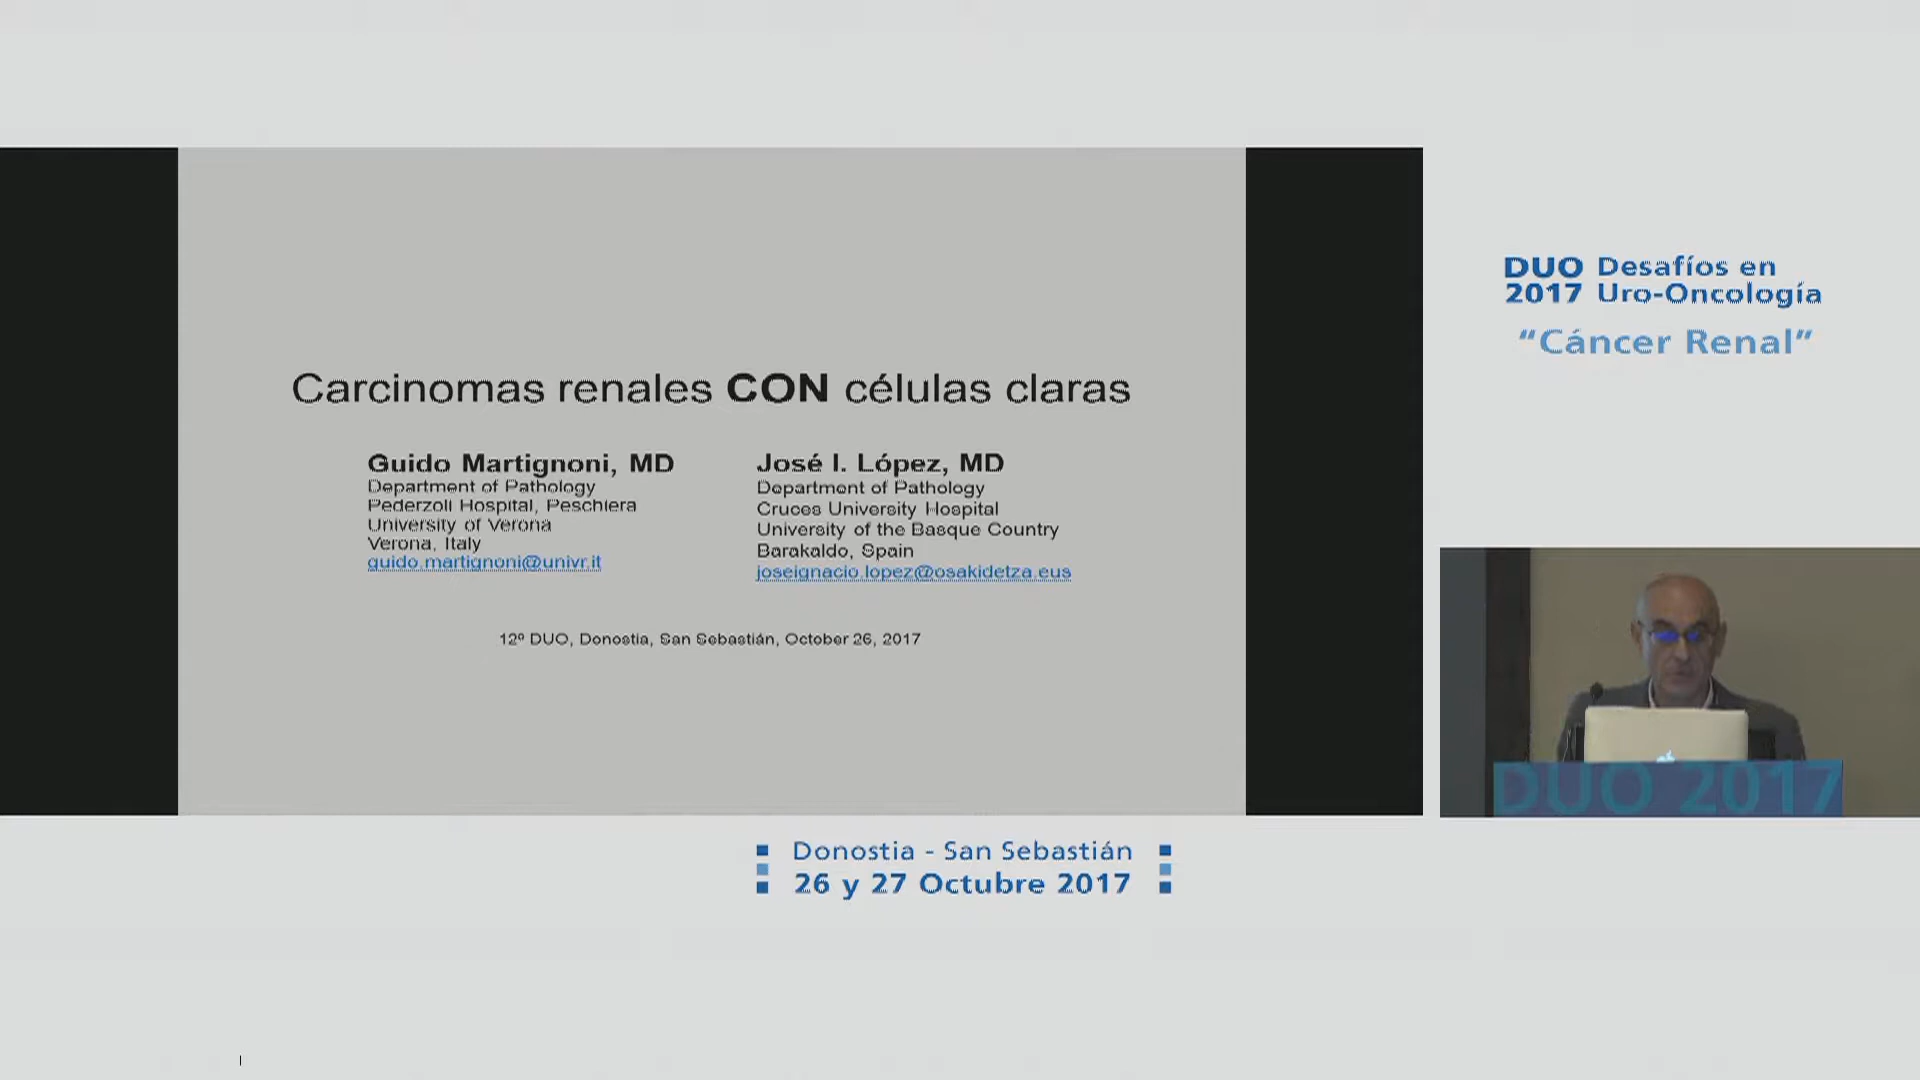 Carcinomas renales CON células claras
Guido Martignoni, MD
Department of Pathology
Pederzoli Hospital, Peschiera
University of Verona
Verona, Italy
guido.martignoni@univr.it
José I. López, MD
Department of Pathology
Cruces University Hospital
University of the Basque Country
Barakaldo, Spain
joseignacio.lopez@osakidetza.eus
12º DUO, Donostia, San Sebastián, October 26, 2017
DUO Desafíos en
2017 Uro-Oncología
“Cáncer Renal”
DUO 2017
Donostia - San Sebastián
26 y 27 Octubre 2017